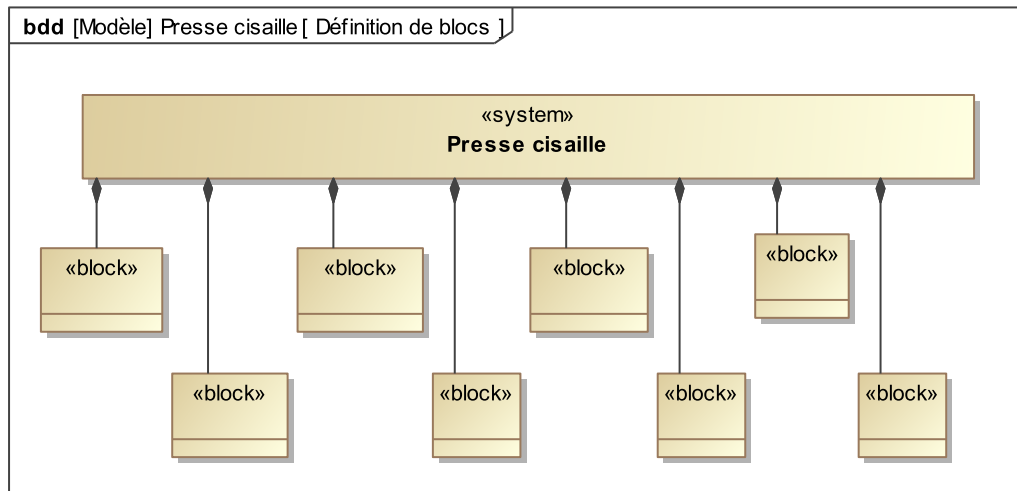 bdd [Modèle] Presse cisaille [ Définition de blocs ]
«system»
Presse cisaille
«block»
«block»
«block»
«block»
«block»
«block»
«block»
«block»